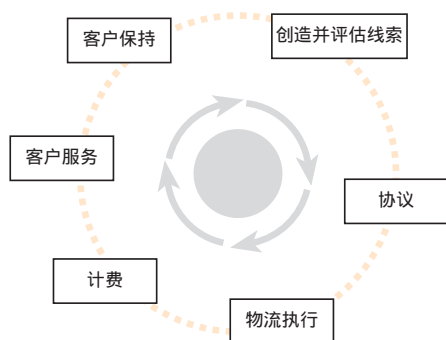 客户保持
创造并评估线索
客户服务
协议
计费
物流执行